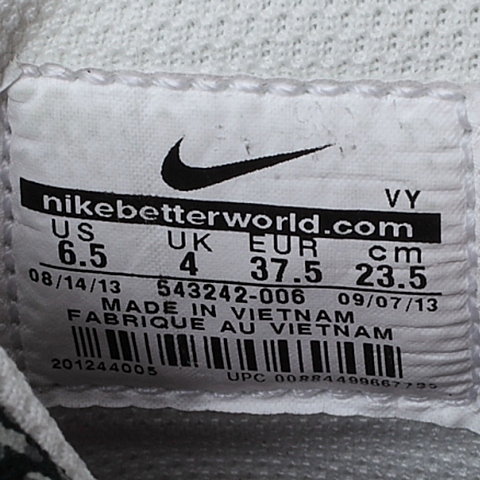 VY
nikebetterworld.com
US UK EUR cm
6.5 4 37.5 23.5
08/14/13 543242-006 09/07/13
MADE IN VIETNAM
FABRIQUE AU VIETNAM
201244005 UPC